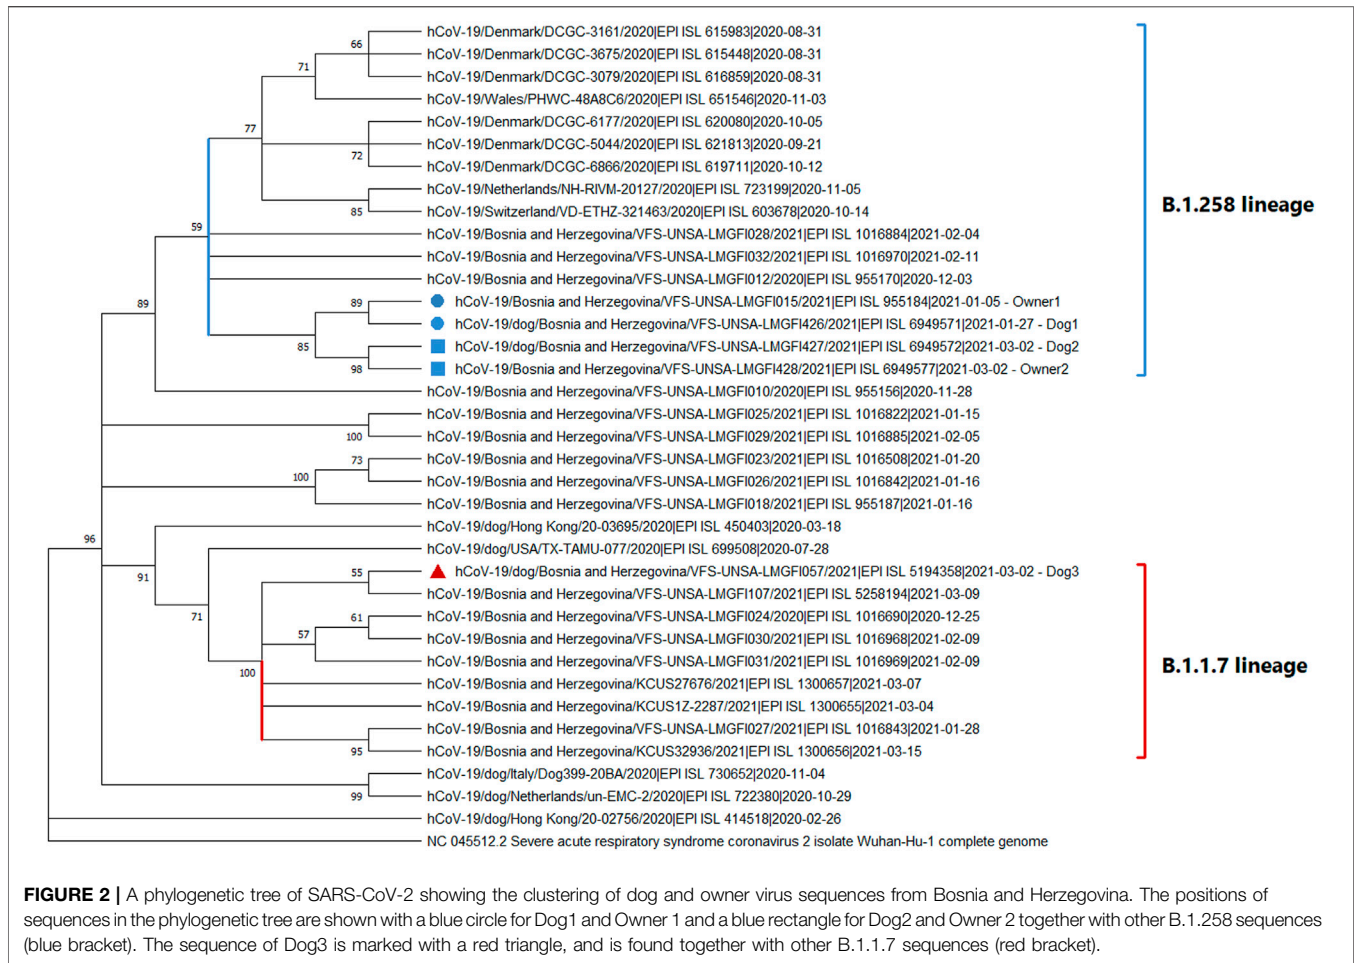 hCoV-19/Denmark/DCGC-3161/2020|EPI ISL 615983|2020-08-31
66
hCoV-19/Denmark/DCGC-3675/2020|EPI ISL 615448|2020-08-31
71
hCoV-19/Denmark/DCGC-3079/2020|EPI ISL 616859|2020-08-31
hCoV-19/Wales/PHWC-48A8C6/2020|EPI ISL 651546|2020-11-03
77
hCoV-19/Denmark/DCGC-6177/2020|EPI ISL 620080|2020-10-05
hCoV-19/Denmark/DCGC-5044/2020|EPI ISL 621813|2020-09-21
72
hCoV-19/Denmark/DCGC-6866/2020|EPI ISL 619711|2020-10-12
hCoV-19/Netherlands/NH-RIVM-20127/2020|EPI ISL 723199|2020-11-05
85
hCoV-19/Switzerland/VD-ETHZ-321463/2020|EPI ISL 603678|2020-10-14
B.1.258 lineage
59
hCoV-19/Bosnia and Herzegovina/VFS-UNSA-LMGFI028/2021|EPI ISL 1016884|2021-02-04
hCoV-19/Bosnia and Herzegovina/VFS-UNSA-LMGFI032/2021|EPI ISL 1016970|2021-02-11
hCoV-19/Bosnia and Herzegovina/VFS-UNSA-LMGFI012/2020|EPI ISL 955170|2020-12-03
89
89
hCoV-19/Bosnia and Herzegovina/VFS-UNSA-LMGFI015/2021|EPI ISL 955184|2021-01-05 - Owner1
hCoV-19/dog/Bosnia and Herzegovina/VFS-UNSA-LMGFI426/2021|EPI ISL 6949571|2021-01-27 - Dog1
85
hCoV-19/dog/Bosnia and Herzegovina/VFS-UNSA-LMGFI427/2021|EPI ISL 6949572|2021-03-02 - Dog2
98
hCoV-19/Bosnia and Herzegovina/VFS-UNSA-LMGFI428/2021|EPI ISL 6949577|2021-03-02 - Owner2
hCoV-19/Bosnia and Herzegovina/VFS-UNSA-LMGFI010/2020|EPI ISL 955156|2020-11-28
hCoV-19/Bosnia and Herzegovina/VFS-UNSA-LMGFI025/2021|EPI ISL 1016822|2021-01-15
100
hCoV-19/Bosnia and Herzegovina/VFS-UNSA-LMGFI029/2021|EPI ISL 1016885|2021-02-05
73
hCoV-19/Bosnia and Herzegovina/VFS-UNSA-LMGFI023/2021|EPI ISL 1016508|2021-01-20
100
hCoV-19/Bosnia and Herzegovina/VFS-UNSA-LMGFI026/2021|EPI ISL 1016842|2021-01-16
hCoV-19/Bosnia and Herzegovina/VFS-UNSA-LMGFI018/2021|EPI ISL 955187|2021-01-16
hCoV-19/dog/Hong Kong/20-03695/2020|EPI ISL 450403|2020-03-18
96
hCoV-19/dog/USA/TX-TAMU-077/2020|EPI ISL 699508|2020-07-28
91
55
hCoV-19/dog/Bosnia and Herzegovina/VFS-UNSA-LMGFI057/2021|EPI ISL 5194358|2021-03-02 - Dog3
hCoV-19/Bosnia and Herzegovina/VFS-UNSA-LMGFI107/2021|EPI ISL 5258194|2021-03-09
71
61
hCoV-19/Bosnia and Herzegovina/VFS-UNSA-LMGFI024/2020|EPI ISL 1016690|2020-12-25
57
hCoV-19/Bosnia and Herzegovina/VFS-UNSA-LMGFI030/2021|EPI ISL 1016968|2021-02-09
hCoV-19/Bosnia and Herzegovina/VFS-UNSA-LMGFI031/2021|EPI ISL 1016969|2021-02-09
B.1.1.7 lineage
100
hCoV-19/Bosnia and Herzegovina/KCUS27676/2021|EPI ISL 1300657|2021-03-07
hCoV-19/Bosnia and Herzegovina/KCUS1Z-2287/2021|EPI ISL 1300655|2021-03-04
hCoV-19/Bosnia and Herzegovina/VFS-UNSA-LMGFI027/2021|EPI ISL 1016843|2021-01-28
95
hCoV-19/Bosnia and Herzegovina/KCUS32936/2021|EPI ISL 1300656|2021-03-15
hCoV-19/dog/Italy/Dog399-20BA/2020|EPI ISL 730652|2020-11-04
99
hCoV-19/dog/Netherlands/un-EMC-2/2020|EPI ISL 722380|2020-10-29
hCoV-19/dog/Hong Kong/20-02756/2020|EPI ISL 414518|2020-02-26
NC 045512.2 Severe acute respiratory syndrome coronavirus 2 isolate Wuhan-Hu-1 complete genome
FIGURE 2 | A phylogenetic tree of SARS-CoV-2 showing the clustering of dog and owner virus sequences from Bosnia and Herzegovina. The positions of
sequences in the phylogenetic tree are shown with a blue circle for Dog1 and Owner 1 and a blue rectangle for Dog2 and Owner 2 together with other B.1.258 sequences
(blue bracket). The sequence of Dog3 is marked with a red triangle, and is found together with other B.1.1.7 sequences (red bracket).